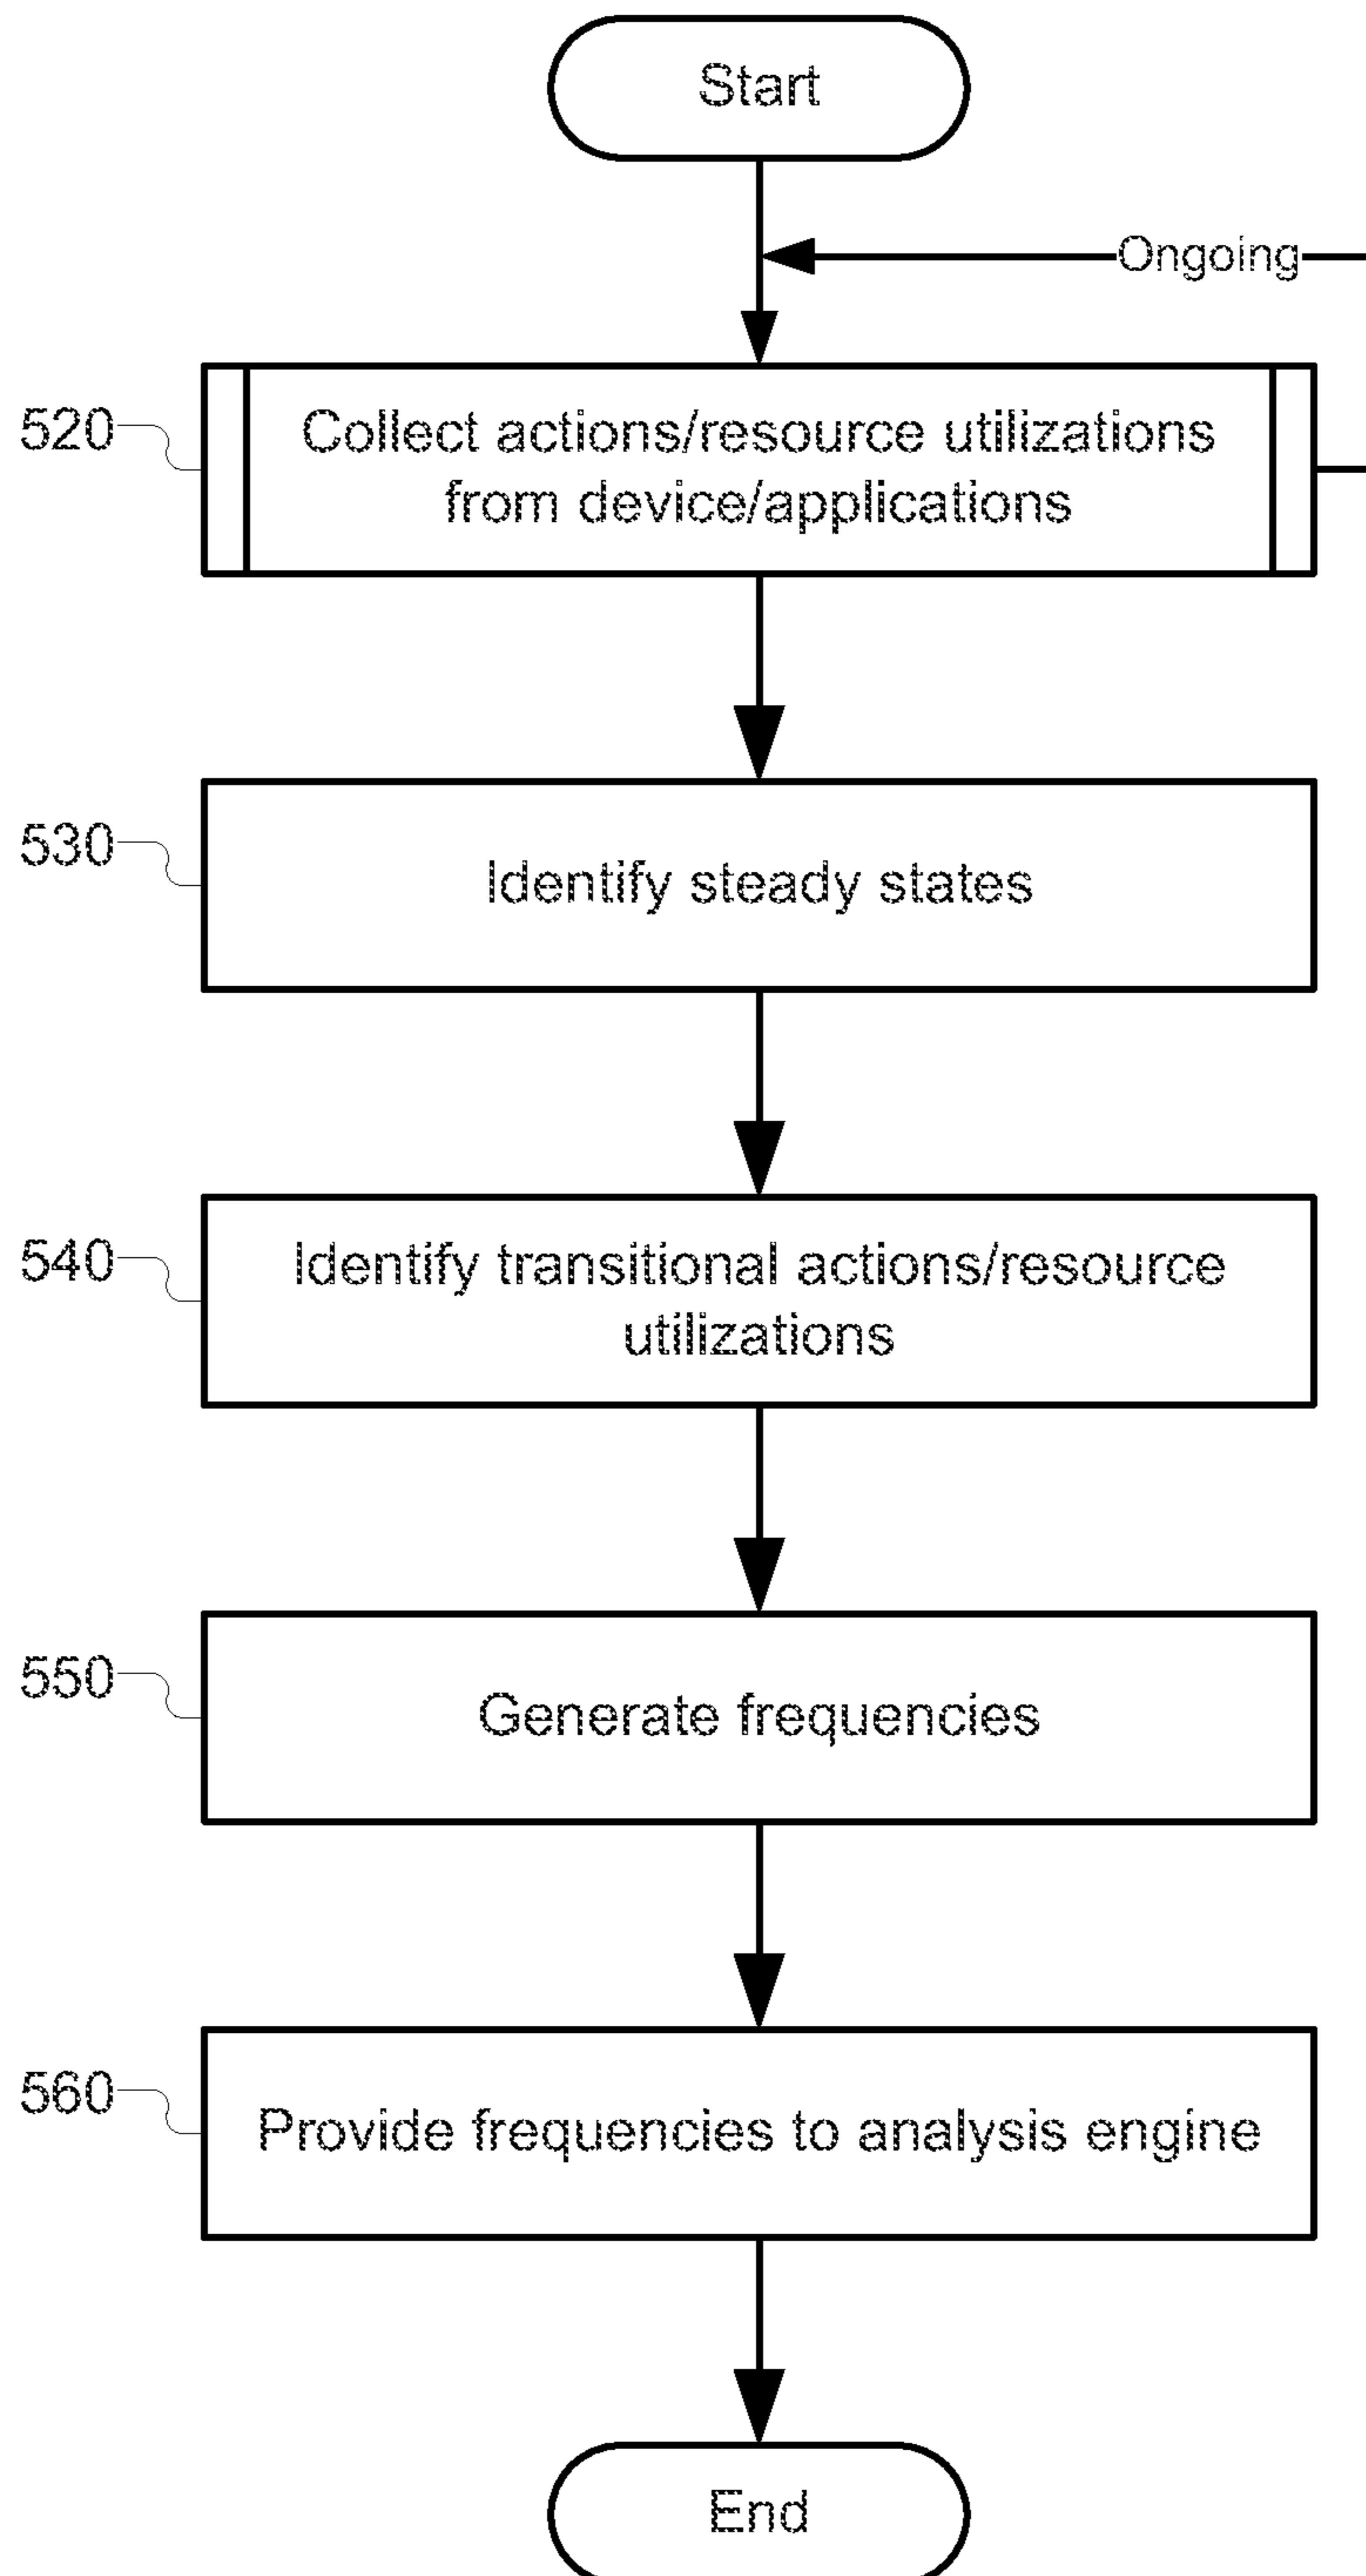 Start
Ongoing
520
Collect actions/resource utilizations
from device/applications
530
Identify steady states
540
Identify transitional actions/resource
utilizations
550
Generate frequencies
560
Provide frequencies to analysis engine
End